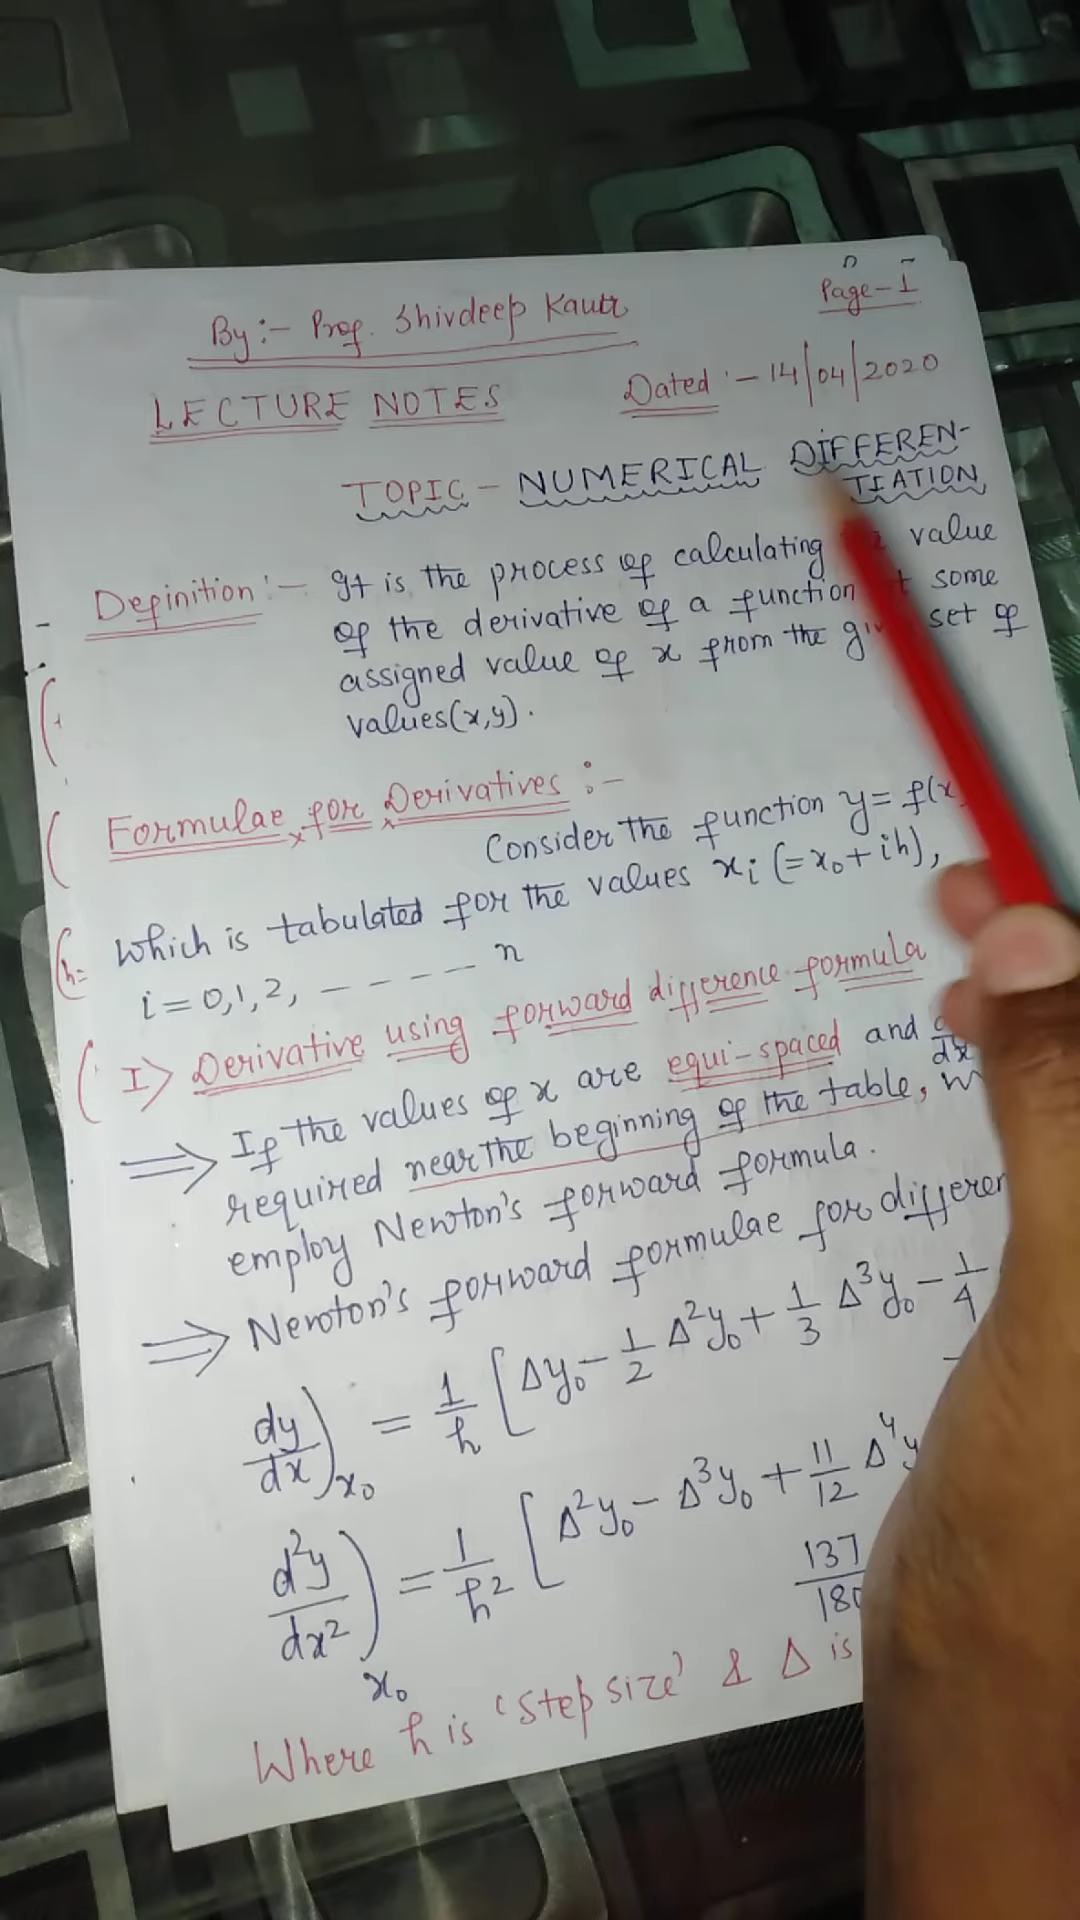 Page-1
By:- Prof. Shivdeep Kaur
LECTURE NOTES Dated:-14/04/2020
TOPIC- NUMERICAL DIFFEREN-
TIATION
Definition:- It is the process of calculating value
of the derivative of a function at some
assigned value of x from the given set of
values(x,y).
Formulae for Derivatives:-
Consider the function y=f(x)
(h= Which is tabulated for the values xi(=x0+ih),
i=0,1,2,----- n
I> Derivative using forward difference formula
⇒ If the values of x are equi-spaced and dx
required near the beginning of the table,
employ Newton's forward formula.
⇒ Newton's forward formulae for differen
dy/dx)x0 = 1/h [Δy0 - 1/2 Δ²y0 + 1/3 Δ³y0 - 1/4
d²y/dx²)x0 = 1/h² [Δ²y0 - Δ³y0 + 11/12 Δ⁴y
137/180
Where h is 'step size' & Δ is